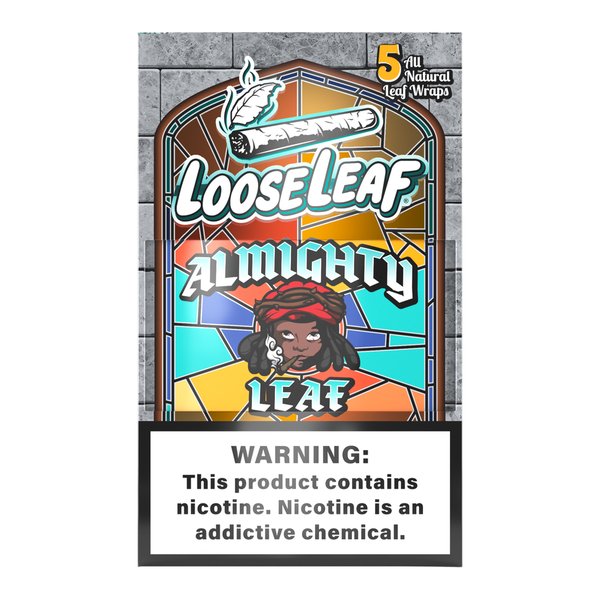 5 All
Natural
Leaf Wraps
LOOSELEAF®
ALMIGHTY
LEAF
WARNING:
This product contains
nicotine. Nicotine is an
addictive chemical.